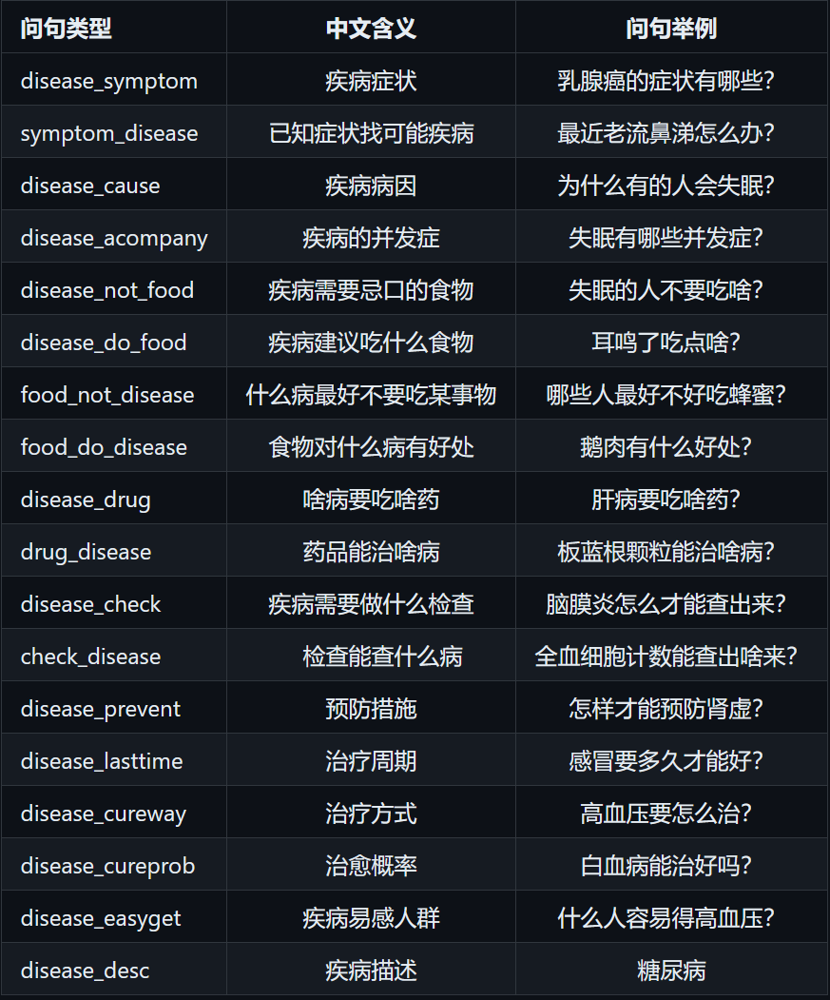 问句类型 中文含义 问句举例
disease_symptom 疾病症状 乳腺癌的症状有哪些？
symptom_disease 已知症状找可能疾病 最近老流鼻涕怎么办？
disease_cause 疾病病因 为什么有的人会失眠？
disease_acompany 疾病的并发症 失眠有哪些并发症？
disease_not_food 疾病需要忌口的食物 失眠的人不要吃啥？
disease_do_food 疾病建议吃什么食物 耳鸣了吃点啥？
food_not_disease 什么病最好不要吃某事物 哪些人最好不好吃蜂蜜？
food_do_disease 食物对什么病有好处 鹅肉有什么好处？
disease_drug 啥病要吃啥药 肝病要吃啥药？
drug_disease 药品能治啥病 板蓝根颗粒能治啥病？
disease_check 疾病需要做什么检查 脑膜炎怎么才能查出来？
check_disease 检查能查什么病 全血细胞计数能查出啥来？
disease_prevent 预防措施 怎样才能预防肾虚？
disease_lasttime 治疗周期 感冒要多久才能好？
disease_cureway 治疗方式 高血压要怎么治？
disease_cureprob 治愈概率 白血病能治好吗？
disease_easyget 疾病易感人群 什么人容易得高血压？
disease_desc 疾病描述 糖尿病